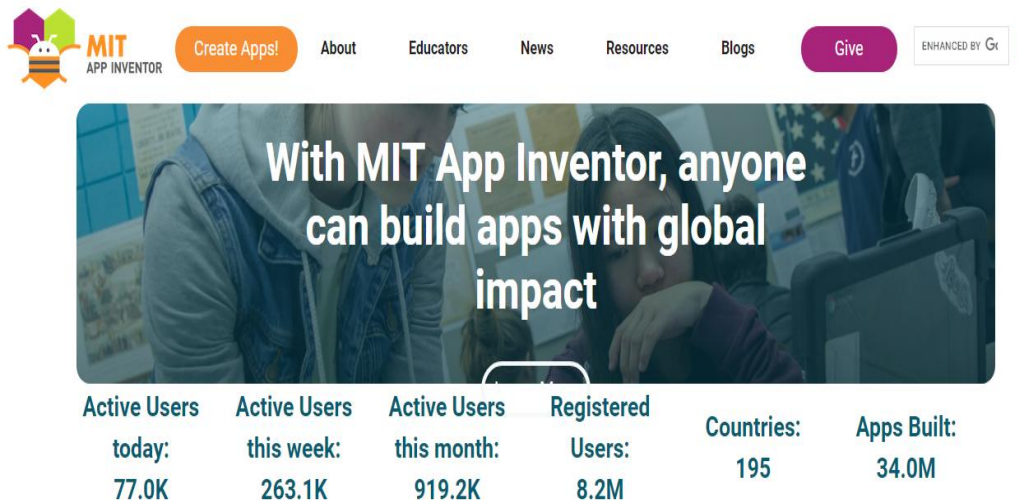 MIT
APP INVENTOR
Create Apps!
About
Educators
News
Resources
Blogs
Give
ENHANCED BY
With MIT App Inventor, anyone
can build apps with global
impact
Active Users
today:
77.0K
Active Users
this week:
263.1K
Active Users
this month:
919.2K
Registered
Users:
8.2M
Countries:
195
Apps Built:
34.0M